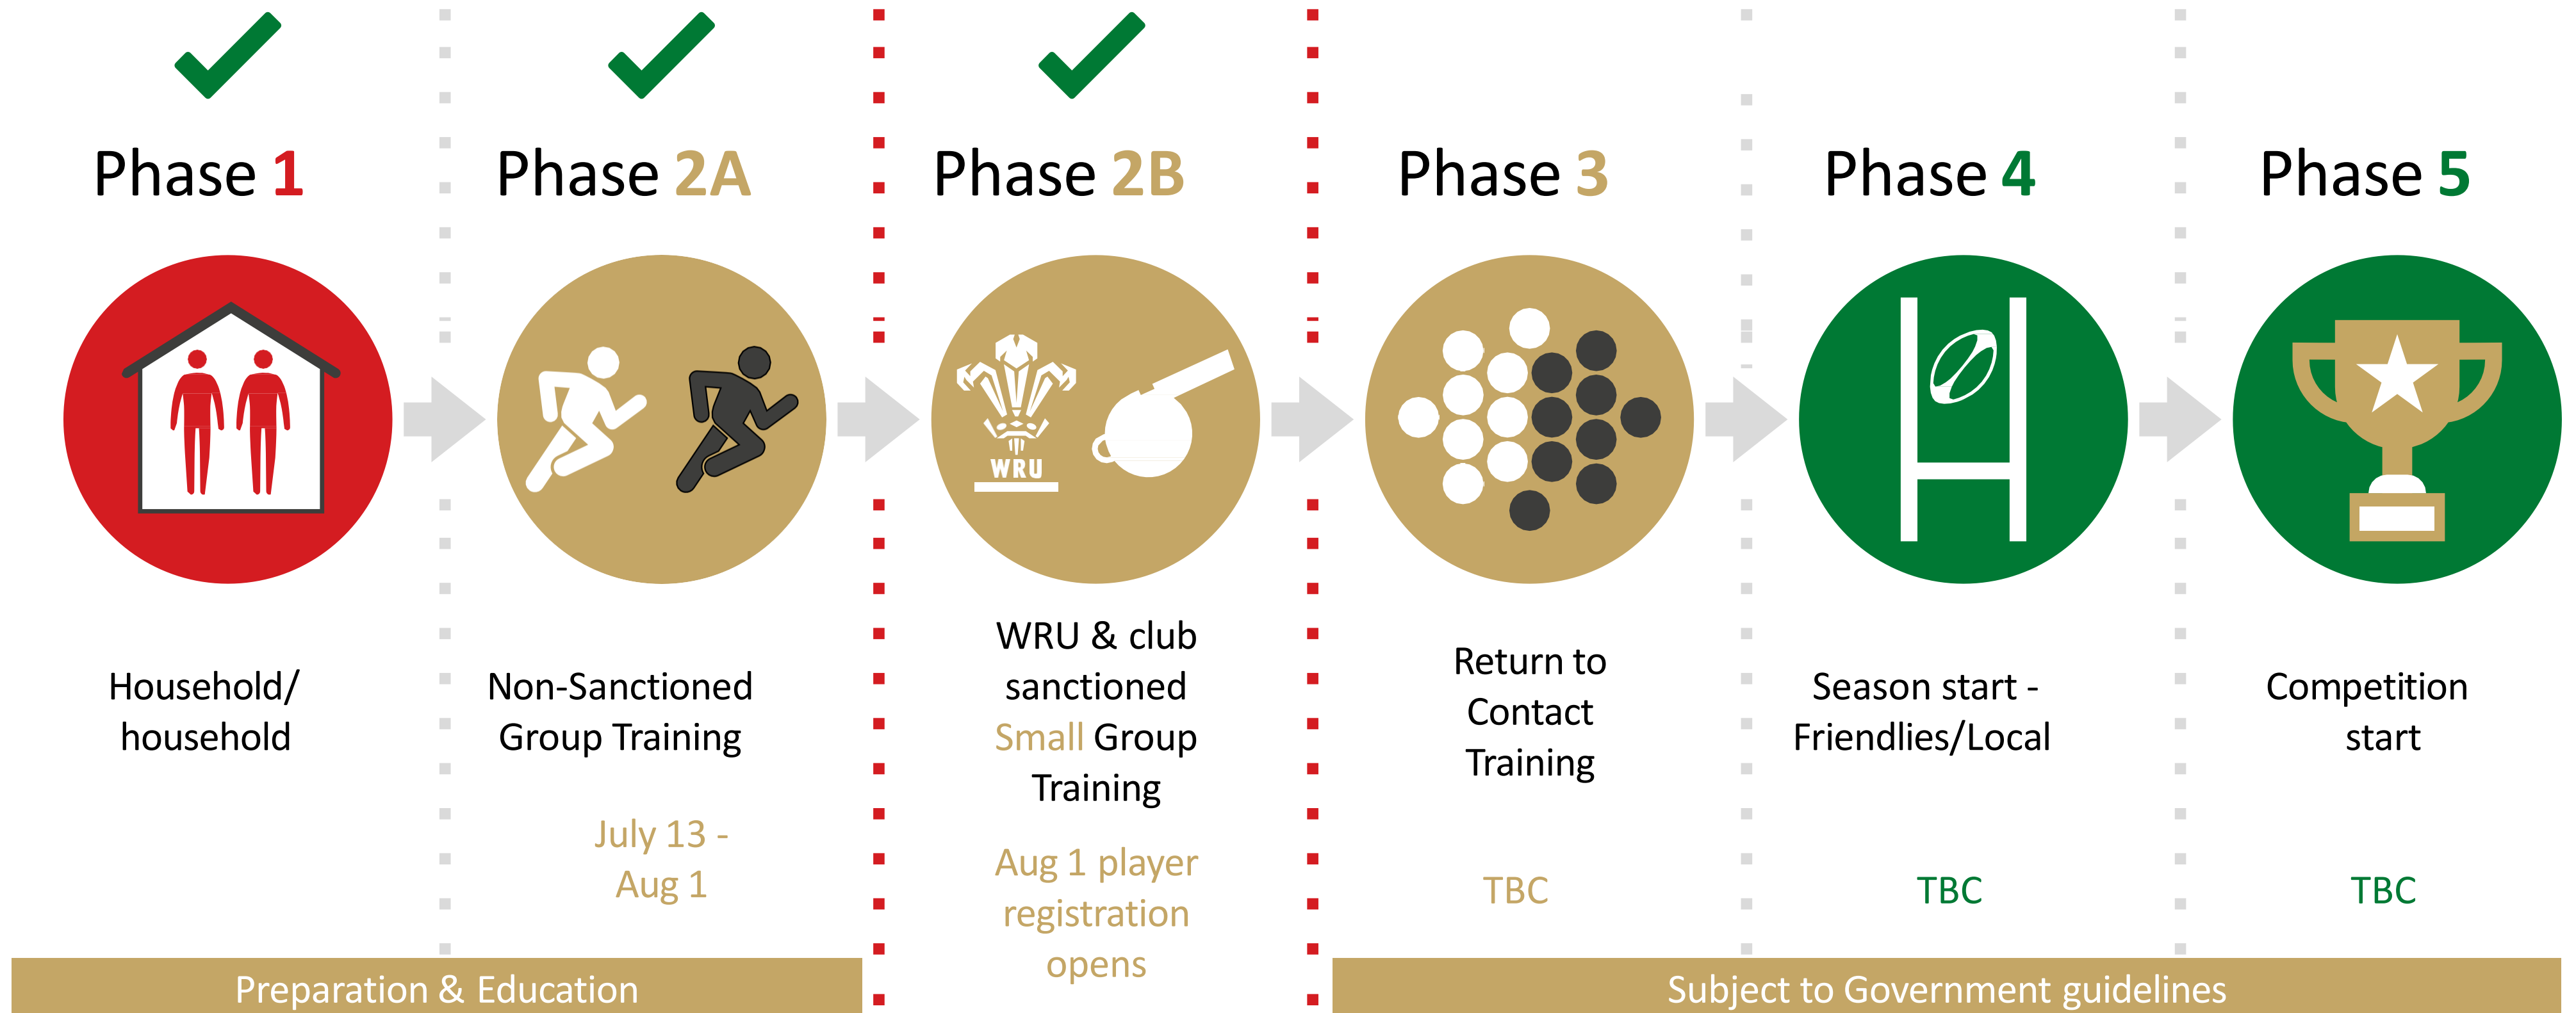 Phase 1
Household/
household
Phase 2A
Non-Sanctioned
Group Training
July 13 -
Aug 1
Phase 2B
WRU
WRU & club
sanctioned
Small Group
Training
Aug 1 player
registration
opens
Phase 3
Return to
Contact
Training
TBC
Phase 4
Season start -
Friendlies/Local
TBC
Phase 5
Competition
start
TBC
Preparation & Education
Subject to Government guidelines